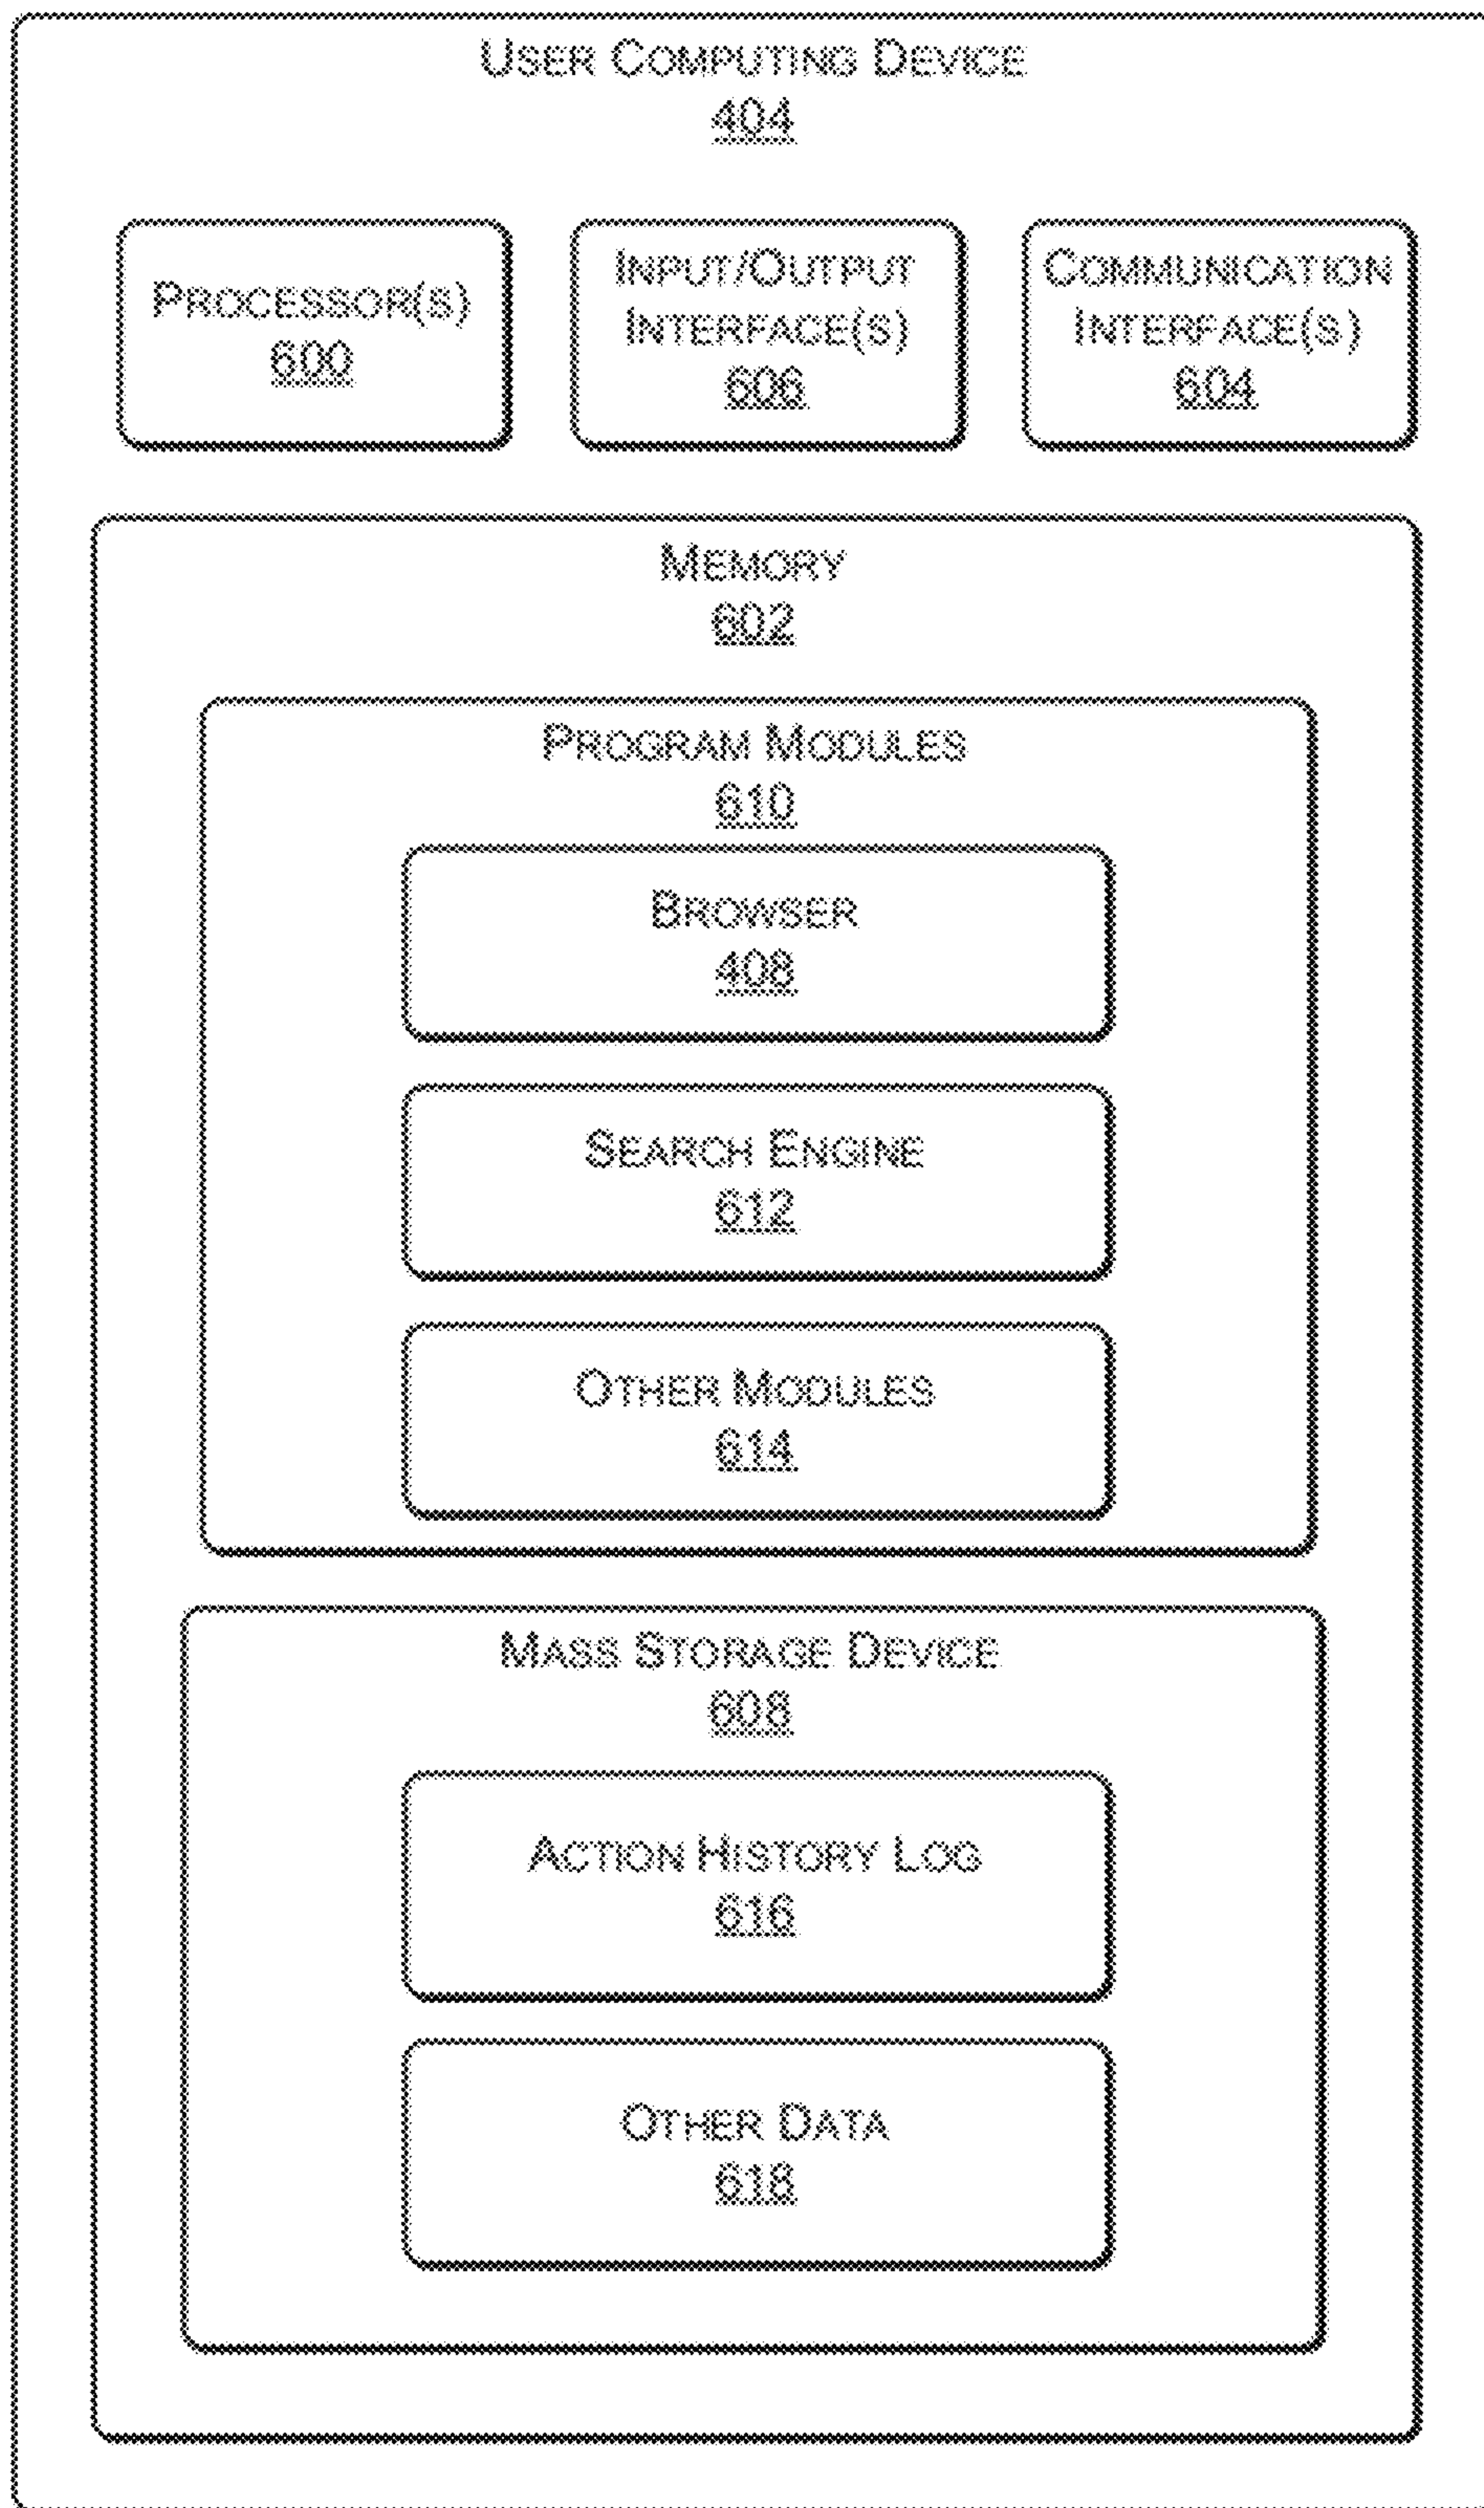 USER COMPUTING DEVICE
404
PROCESSOR(S)
600
INPUT/OUTPUT
INTERFACE(S)
606
COMMUNICATION
INTERFACE(S)
604
MEMORY
602
PROGRAM MODULES
610
BROWSER
408
SEARCH ENGINE
612
OTHER MODULES
614
MASS STORAGE DEVICE
608
ACTION HISTORY LOG
616
OTHER DATA
618